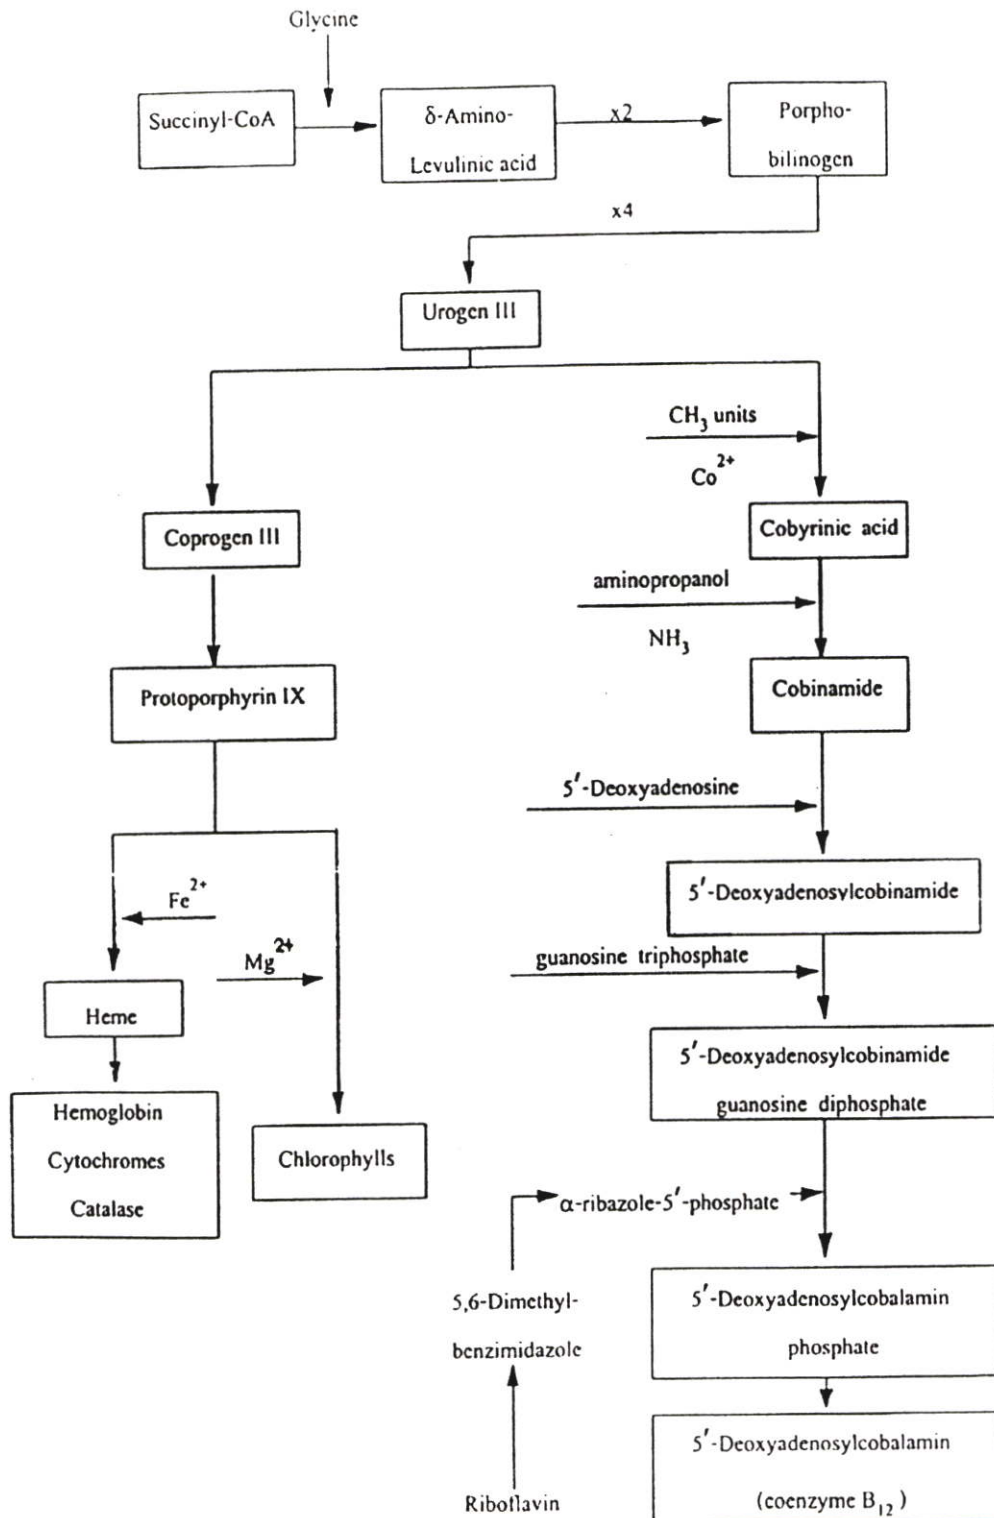 Glycine
Succinyl-CoA
δ-Amino-
Levulinic acid
x2
Porpho-
bilinogen
x4
Urogen III
CH₃ units
Co²⁺
Coprogen III
Cobyrinic acid
aminopropanol
NH₃
Protoporphyrin IX
Cobinamide
5′-Deoxyadenosine
Fe²⁺
5′-Deoxyadenosylcobinamide
Mg²⁺
guanosine triphosphate
Heme
5′-Deoxyadenosylcobinamide
guanosine diphosphate
Hemoglobin
Cytochromes
Catalase
Chlorophylls
α-ribazole-5′-phosphate
5,6-Dimethyl-
benzimidazole
5′-Deoxyadenosylcobalamin
phosphate
5′-Deoxyadenosylcobalamin
(coenzyme B₁₂)
Riboflavin